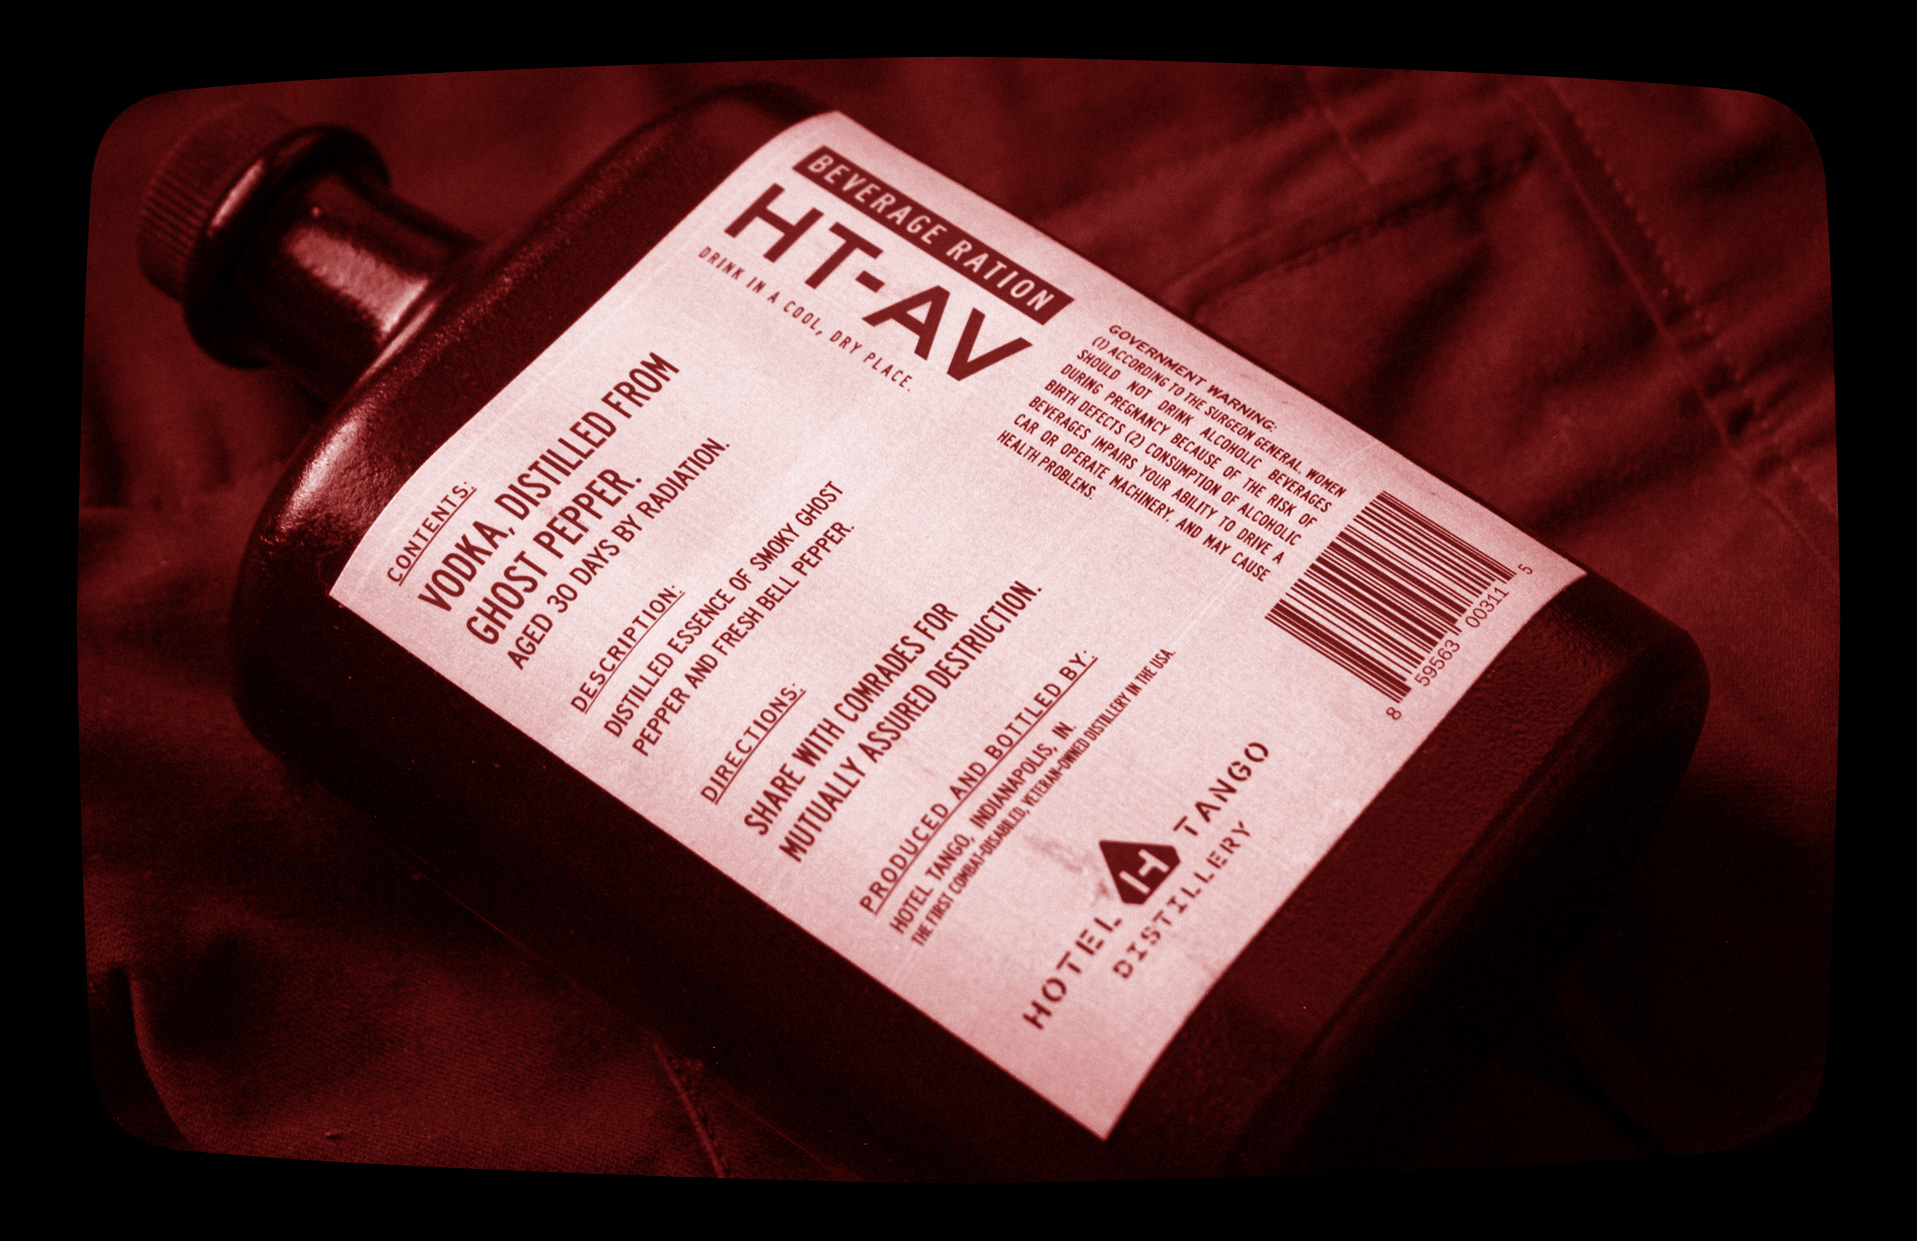 BEVERAGE RATION
HT-AV
DRINK IN A COOL, DRY PLACE.
CONTENTS:
VODKA, DISTILLED FROM
GHOST PEPPER.
AGED 30 DAYS BY RADIATION.
DESCRIPTION:
DISTILLED ESSENCE OF SMOKY GHOST
PEPPER AND FRESH BELL PEPPER.
DIRECTIONS:
SHARE WITH COMRADES FOR
MUTUALLY ASSURED DESTRUCTION.
PRODUCED AND BOTTLED BY:
HOTEL TANGO, INDIANAPOLIS, IN.
THE FIRST COMBAT-DISABLED, VETERAN-OWNED DISTILLERY IN THE USA.
GOVERNMENT WARNING:
(1) ACCORDING TO THE SURGEON GENERAL WOMEN
SHOULD NOT DRINK ALCOHOLIC BEVERAGES
DURING PREGNANCY BECAUSE OF THE RISK OF
BIRTH DEFECTS (2) CONSUMPTION OF ALCOHOLIC
BEVERAGES IMPAIRS YOUR ABILITY TO DRIVE A
CAR OR OPERATE MACHINERY, AND MAY CAUSE
HEALTH PROBLEMS.
8 59563 00311 5
HOTEL H TANGO
DISTILLERY